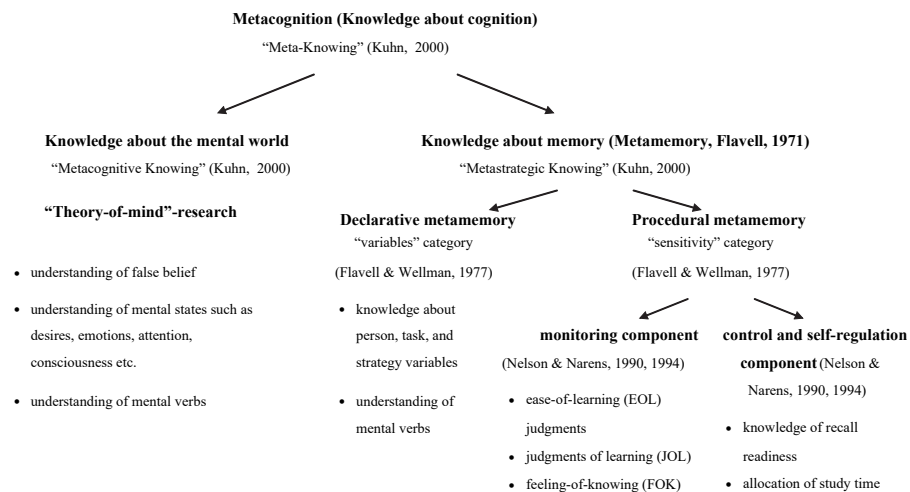 Metacognition (Knowledge about cognition)
“Meta-Knowing” (Kuhn, 2000)
Knowledge about the mental world
“Metacognitive Knowing” (Kuhn, 2000)
Knowledge about memory (Metamemory, Flavell, 1971)
“Metastrategic Knowing” (Kuhn, 2000)
“Theory-of-mind”-research
• understanding of false belief
• understanding of mental states such as
desires, emotions, attention,
consciousness etc.
• understanding of mental verbs
Declarative metamemory
“variables” category
(Flavell & Wellman, 1977)
• knowledge about
person, task, and
strategy variables
• understanding of
mental verbs
Procedural metamemory
“sensitivity” category
(Flavell & Wellman, 1977)
monitoring component
(Nelson & Narens, 1990, 1994)
• ease-of-learning (EOL)
judgments
• judgments of learning (JOL)
• feeling-of-knowing (FOK)
control and self-regulation
component (Nelson &
Narens, 1990, 1994)
• knowledge of recall
readiness
• allocation of study time